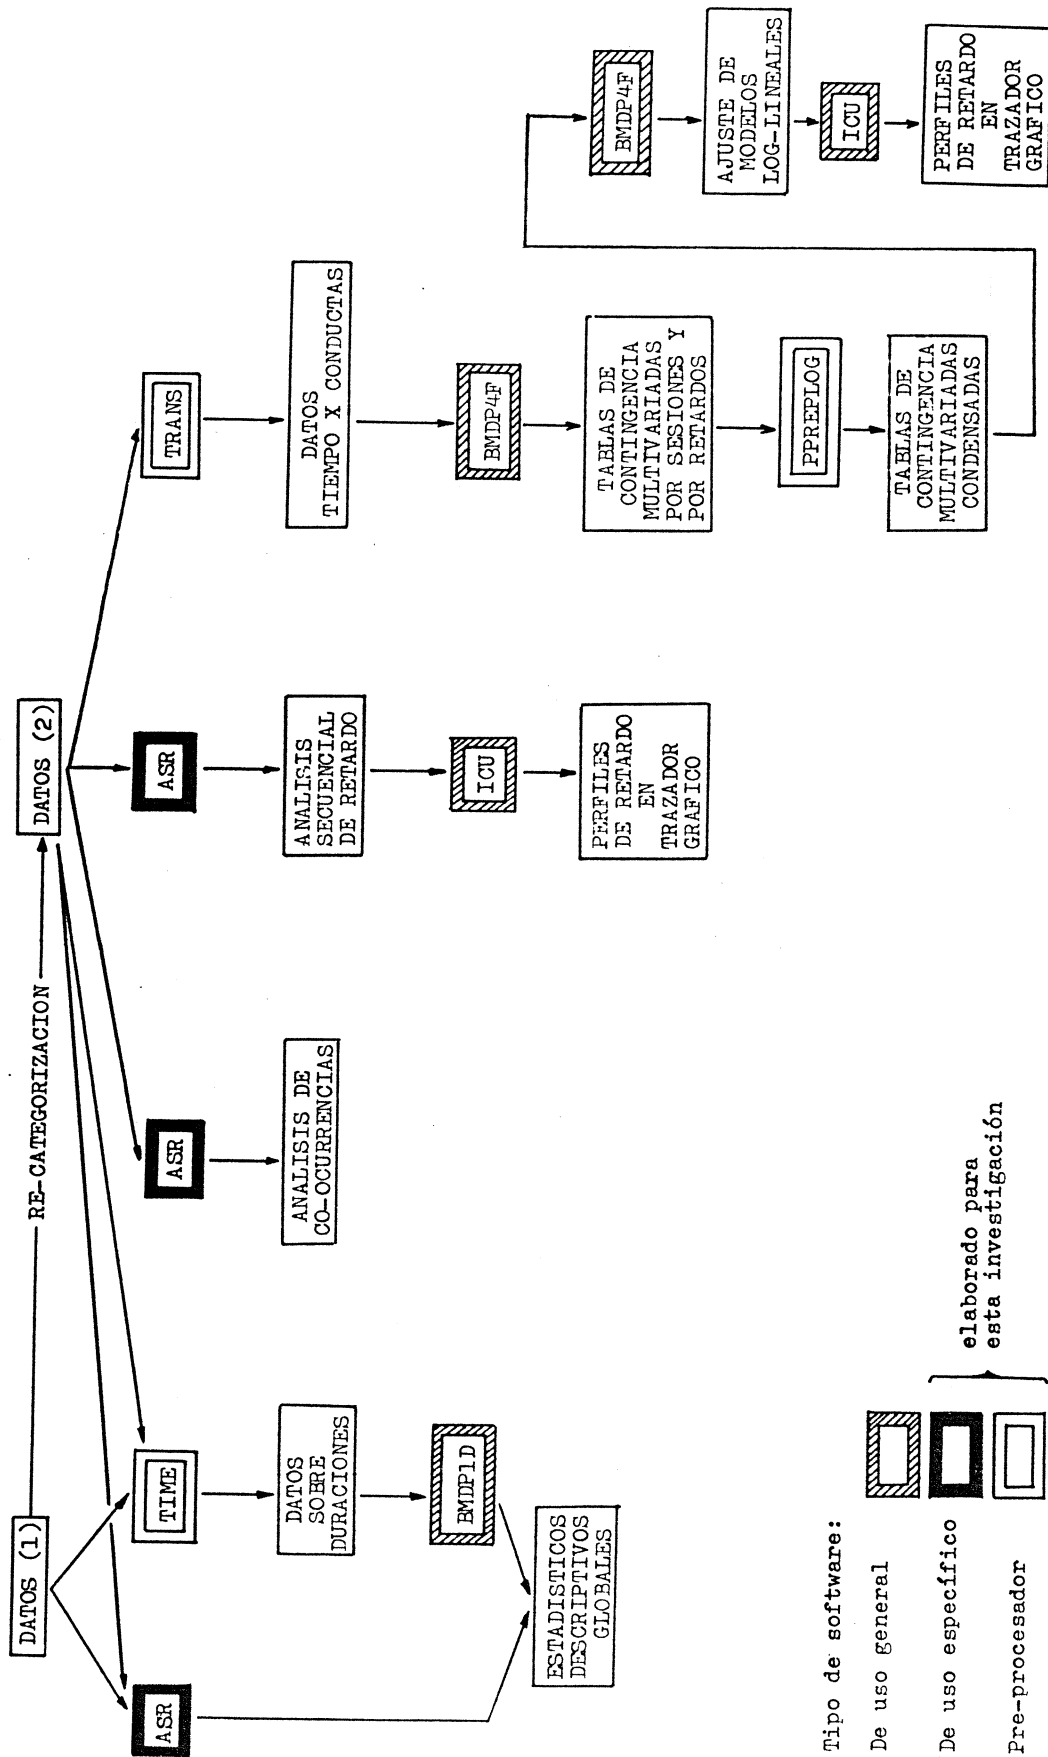 DATOS (1)
RE-CATEGORIZACION
DATOS (2)
ASR
TIME
ASR
ASR
TRANS
DATOS
SOBRE
DURACIONES
ANALISIS DE
CO-OCURRENCIAS
ANALISIS
SECUENCIAL
DE RETARDO
DATOS
TIEMPO X CONDUCTAS
BMDP1D
ICU
BMDP4F
ESTADISTICOS
DESCRIPTIVOS
GLOBALES
PERFILES
DE RETARDO
EN
TRAZADOR
GRAFICO
TABLAS DE
CONTINGENCIA
MULTIVARIADAS
POR SESIONES Y
POR RETARDOS
PPREPLOG
TABLAS DE
CONTINGENCIA
MULTIVARIADAS
CONDENSADAS
BMDP4F
AJUSTE DE
MODELOS
LOG-LINEALES
ICU
PERFILES
DE RETARDO
EN
TRAZADOR
GRAFICO
Tipo de software:
De uso general
De uso específico
Pre-procesador
elaborado para
esta investigación